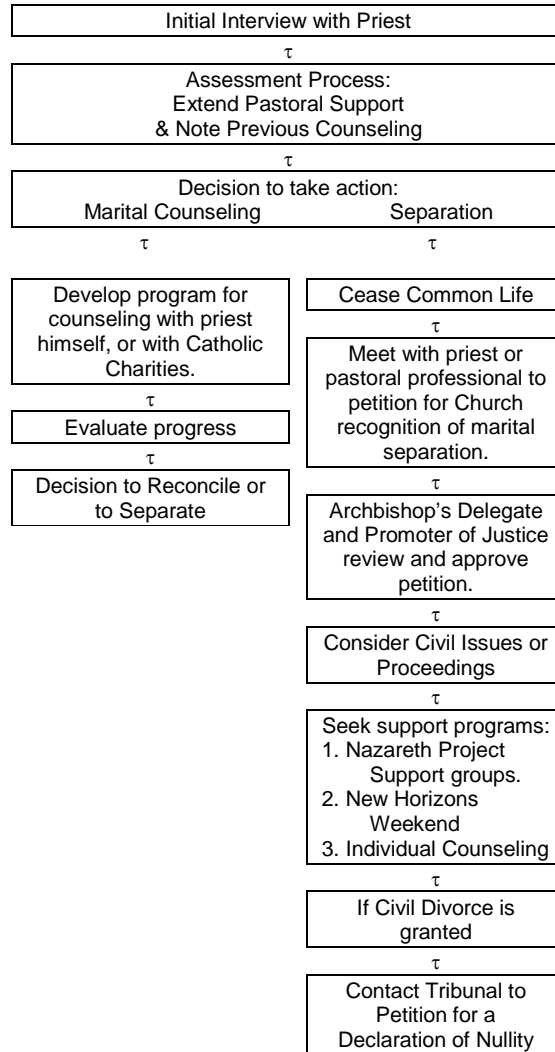 Initial Interview with Priest
τ
Assessment Process:
Extend Pastoral Support
& Note Previous Counseling
τ
Decision to take action:
Marital Counseling Separation
τ τ
Develop program for
counseling with priest
himself, or with Catholic
Charities.
τ
Evaluate progress
τ
Decision to Reconcile or
to Separate
Cease Common Life
τ
Meet with priest or
pastoral professional to
petition for Church
recognition of marital
separation.
τ
Archbishop's Delegate
and Promoter of Justice
review and approve
petition.
τ
Consider Civil Issues or
Proceedings
τ
Seek support programs:
1. Nazareth Project
Support groups.
2. New Horizons
Weekend
3. Individual Counseling
τ
If Civil Divorce is
granted
τ
Contact Tribunal to
Petition for a
Declaration of Nullity